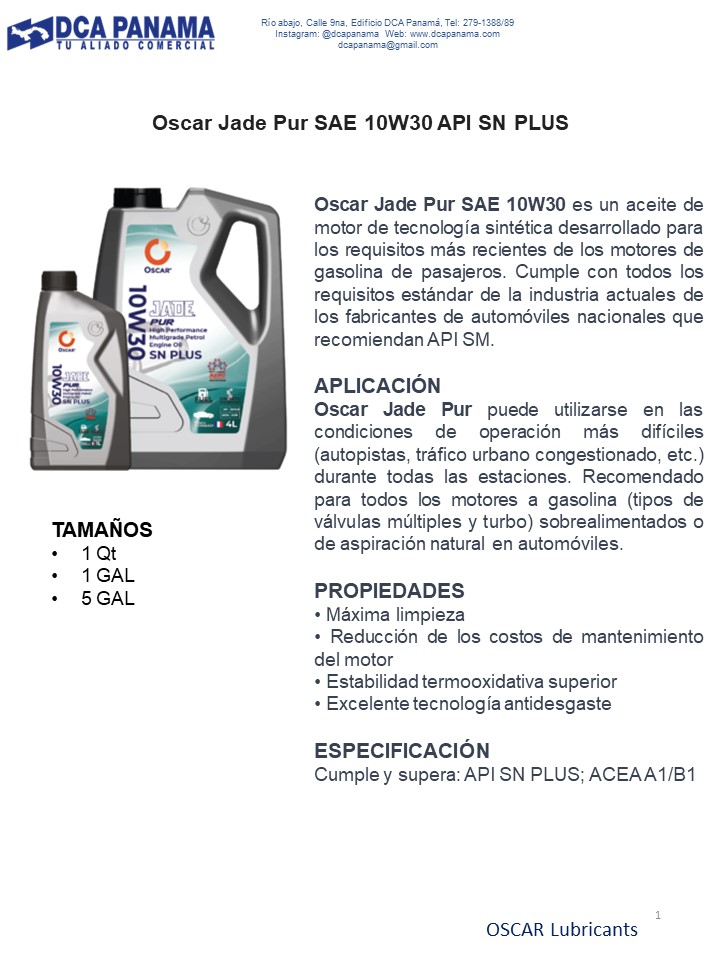 DCA PANAMA
TU ALIADO COMERCIAL
Río abajo, Calle 9na, Edificio DCA Panamá, Tel: 279-1388/89
Instagram: @dcapanama Web: www.dcapanama.com
dcapanama@gmail.com
Oscar Jade Pur SAE 10W30 API SN PLUS
OSCAR
10W30
JADE
PUR
High Performance
Multigrade Petrol
Engine Oil
SN PLUS
4L
OSCAR
10W30
JADE
PUR
SN PLUS
1L
TAMAÑOS
• 1 Qt
• 1 GAL
• 5 GAL
Oscar Jade Pur SAE 10W30 es un aceite de
motor de tecnología sintética desarrollado para
los requisitos más recientes de los motores de
gasolina de pasajeros. Cumple con todos los
requisitos estándar de la industria actuales de
los fabricantes de automóviles nacionales que
recomiendan API SM.
APLICACIÓN
Oscar Jade Pur puede utilizarse en las
condiciones de operación más difíciles
(autopistas, tráfico urbano congestionado, etc.)
durante todas las estaciones. Recomendado
para todos los motores a gasolina (tipos de
válvulas múltiples y turbo) sobrealimentados o
de aspiración natural en automóviles.
PROPIEDADES
• Máxima limpieza
• Reducción de los costos de mantenimiento
del motor
• Estabilidad termooxidativa superior
• Excelente tecnología antidesgaste
ESPECIFICACIÓN
Cumple y supera: API SN PLUS; ACEA A1/B1
1
OSCAR Lubricants